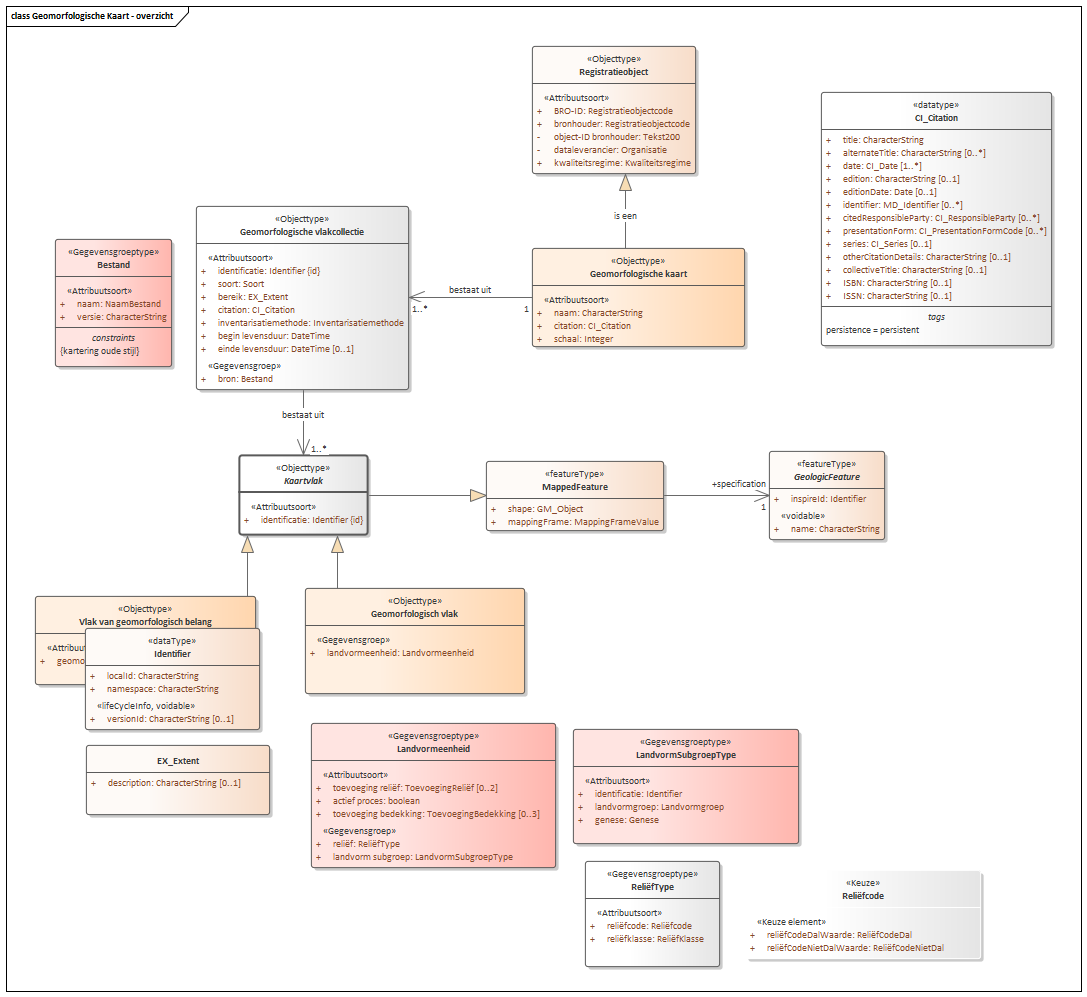 class Geomorfologische Kaart - overzicht
«Objecttype»
Registratieobject
«Attribuutsoort»
+ BRO-ID: Registratieobjectcode
+ bronhouder: Registratieobjectcode
- object-ID bronhouder: Tekst200
- dataleverancier: Organisatie
+ kwaliteitsregime: Kwaliteitsregime
«datatype»
CI_Citation
+ title: CharacterString
+ alternateTitle: CharacterString [0..*]
+ date: CI_Date [1..*]
+ edition: CharacterString [0..1]
+ editionDate: Date [0..1]
+ identifier: MD_Identifier [0..*]
+ citedResponsibleParty: CI_ResponsibleParty [0..*]
+ presentationForm: CI_PresentationFormCode [0..*]
+ series: CI_Series [0..1]
+ otherCitationDetails: CharacterString [0..1]
+ collectiveTitle: CharacterString [0..1]
+ ISBN: CharacterString [0..1]
+ ISSN: CharacterString [0..1]
tags
persistence = persistent
is een
«Objecttype»
Geomorfologische vlakcollectie
«Attribuutsoort»
+ identificatie: Identifier {id}
+ soort: Soort
+ bereik: EX_Extent
+ citation: CI_Citation
+ inventarisatiemethode: Inventarisatiemethode
+ begin levensduur: DateTime
+ einde levensduur: DateTime [0..1]
«Gegevensgroep»
+ bron: Bestand
«Gegevensgroeptype»
Bestand
«Attribuutsoort»
+ naam: NaamBestand
+ versie: CharacterString
constraints
{kartering oude stijl}
«Objecttype»
Geomorfologische kaart
«Attribuutsoort»
+ naam: CharacterString
+ citation: CI_Citation
+ schaal: Integer
bestaat uit
1..*
1
bestaat uit
1..*
«Objecttype»
Kaartvlak
«Attribuutsoort»
+ identificatie: Identifier {id}
«featureType»
MappedFeature
+ shape: GM_Object
+ mappingFrame: MappingFrameValue
+specification
1
«featureType»
GeologicFeature
+ inspireId: Identifier
«voidable»
+ name: CharacterString
«Objecttype»
Vlak van geomorfologisch belang
«Attribuu
+ geomo
«dataType»
Identifier
+ localId: CharacterString
+ namespace: CharacterString
«lifeCycleInfo, voidable»
+ versionId: CharacterString [0..1]
«Objecttype»
Geomorfologisch vlak
«Gegevensgroep»
+ landvormeenheid: Landvormeenheid
EX_Extent
+ description: CharacterString [0..1]
«Gegevensgroeptype»
Landvormeenheid
«Attribuutsoort»
+ toevoeging reliëf: ToevoegingReliëf [0..2]
+ actief proces: boolean
+ toevoeging bedekking: ToevoegingBedekking [0..3]
«Gegevensgroep»
+ reliëf: ReliëfType
+ landvorm subgroep: LandvormSubgroepType
«Gegevensgroeptype»
LandvormSubgroepType
«Attribuutsoort»
+ identificatie: Identifier
+ landvormgroep: Landvormgroep
+ genese: Genese
«Gegevensgroeptype»
ReliëfType
«Attribuutsoort»
+ reliëfcode: Reliëfcode
+ reliëfklasse: ReliëfKlasse
«Keuze»
Reliëfcode
«Keuze element»
+ reliëfCodeDalWaarde: ReliëfCodeDal
+ reliëfCodeNietDalWaarde: ReliëfCodeNietDal